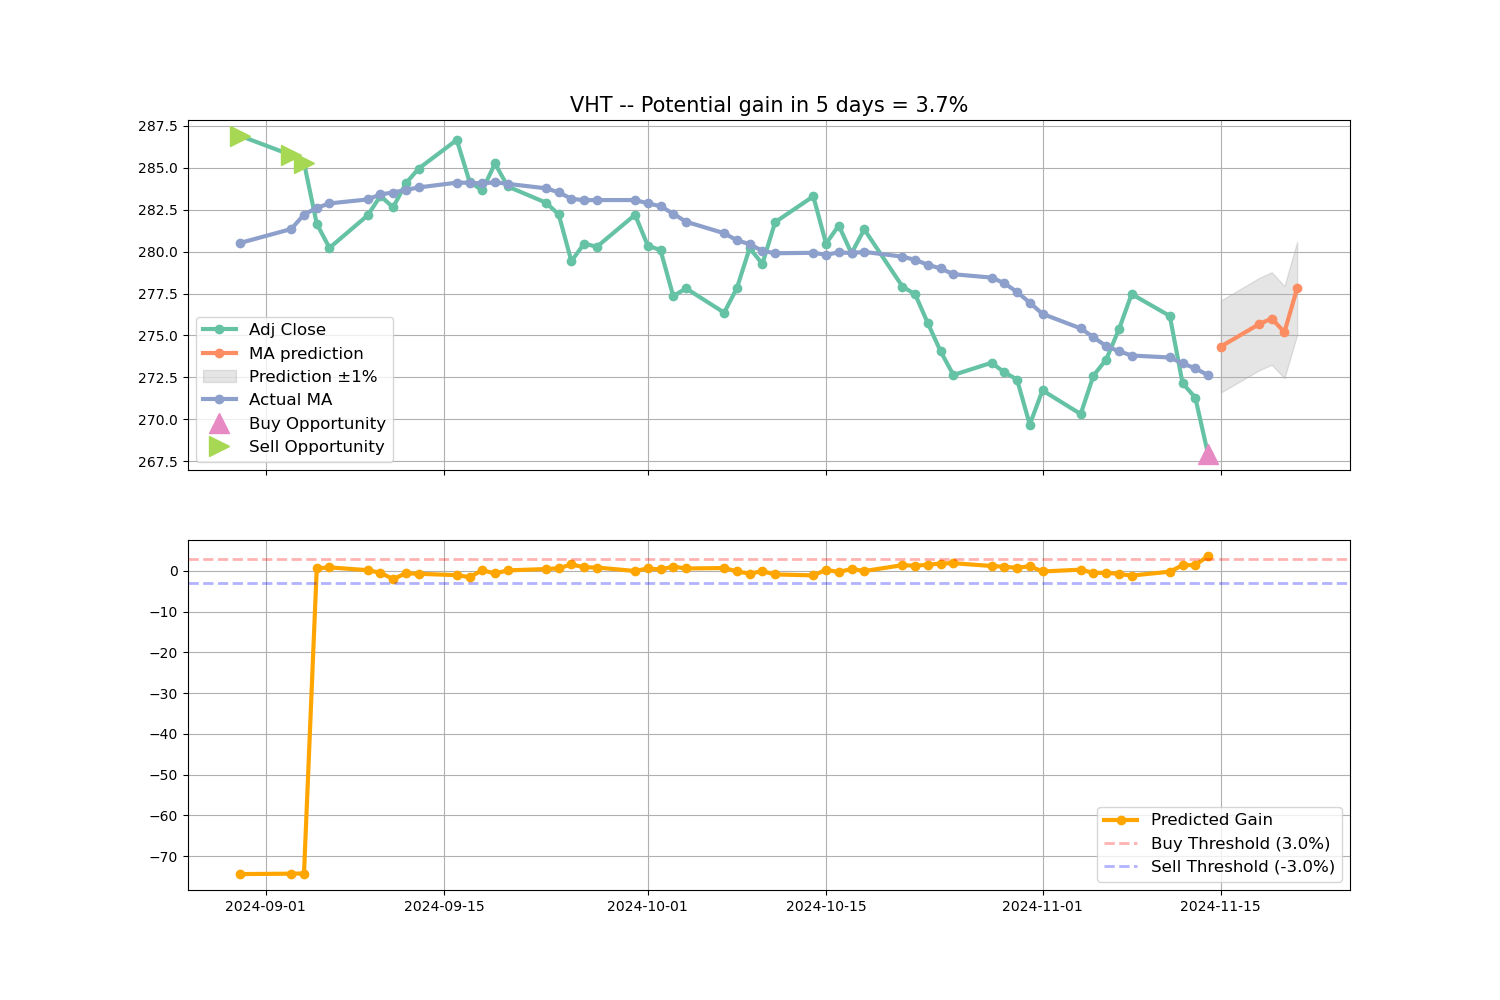 VHT -- Potential gain in 5 days = 3.7%
287.5
285.0
282.5
280.0
277.5
275.0
272.5
270.0
267.5
Adj Close
MA prediction
Prediction ±1%
Actual MA
Buy Opportunity
Sell Opportunity
0
−10
−20
−30
−40
−50
−60
−70
Predicted Gain
Buy Threshold (3.0%)
Sell Threshold (-3.0%)
2024-09-01
2024-09-15
2024-10-01
2024-10-15
2024-11-01
2024-11-15